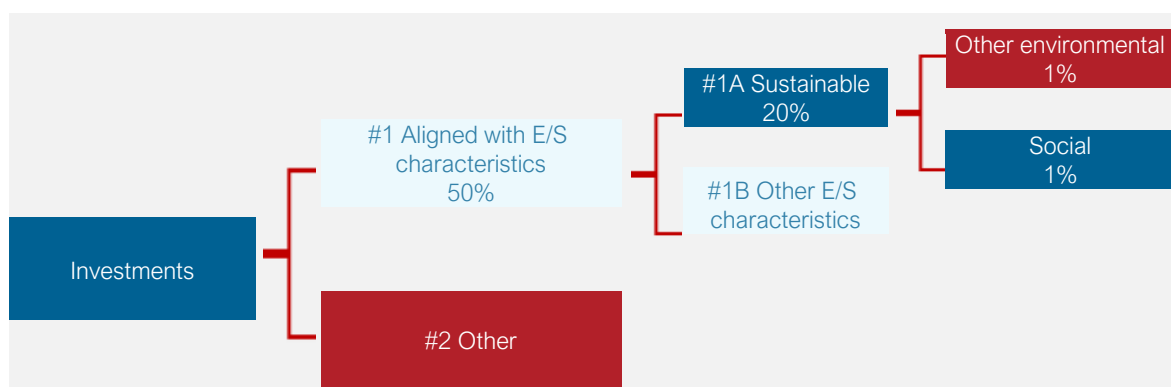 Investments
#1 Aligned with E/S
characteristics
50%
#2 Other
#1A Sustainable
20%
#1B Other E/S
characteristics
Other environmental
1%
Social
1%